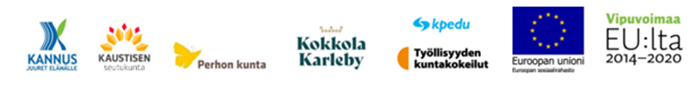 KANNUS
JUURET ELÄMÄLLE
KAUSTISEN
seutukunta
Perhon kunta
Kokkola
Karleby
kpedu
Työllisyyden
kuntakokeilut
Euroopan unioni
Euroopan sosiaalirahasto
Vipuvoimaa
EU:lta
2014–2020